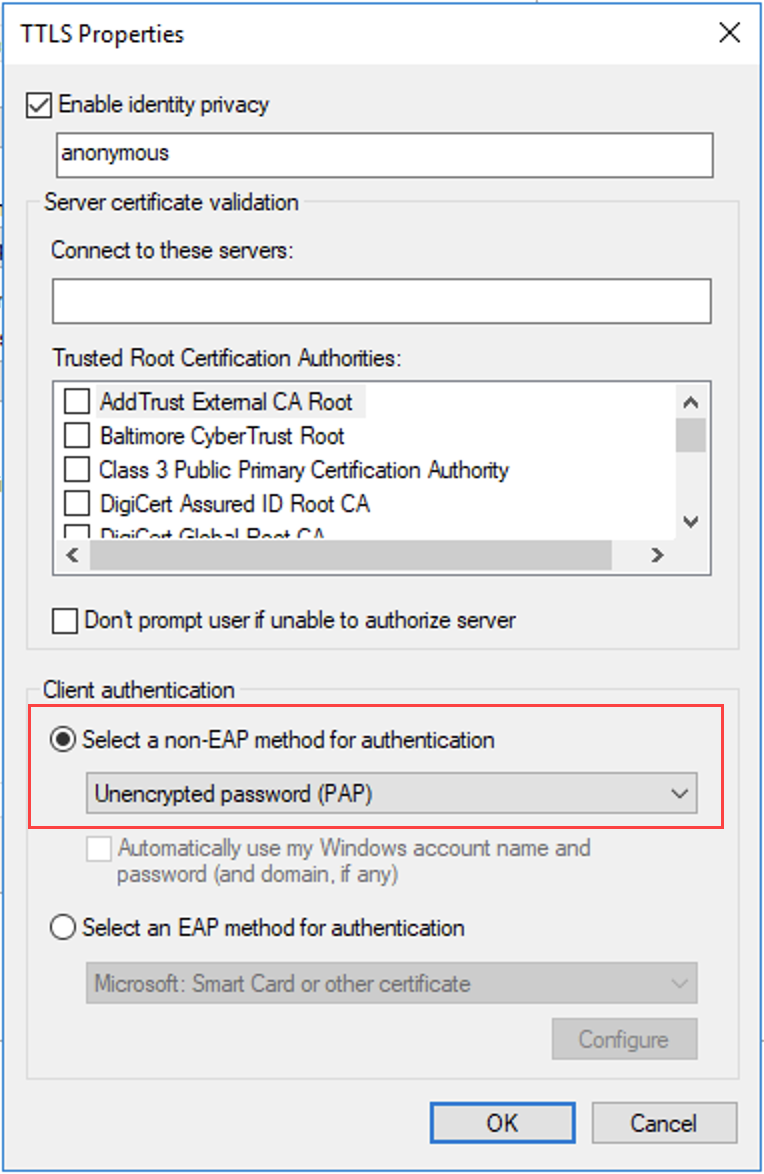 TTLS Properties
Enable identity privacy
anonymous
Server certificate validation
Connect to these servers:
Trusted Root Certification Authorities:
AddTrust External CA Root
Baltimore CyberTrust Root
Class 3 Public Primary Certification Authority
DigiCert Assured ID Root CA
DigiCert Global Root CA
Don't prompt user if unable to authorize server
Client authentication
Select a non-EAP method for authentication
Unencrypted password (PAP)
Automatically use my Windows account name and
password (and domain, if any)
Select an EAP method for authentication
Microsoft: Smart Card or other certificate
Configure
OK
Cancel